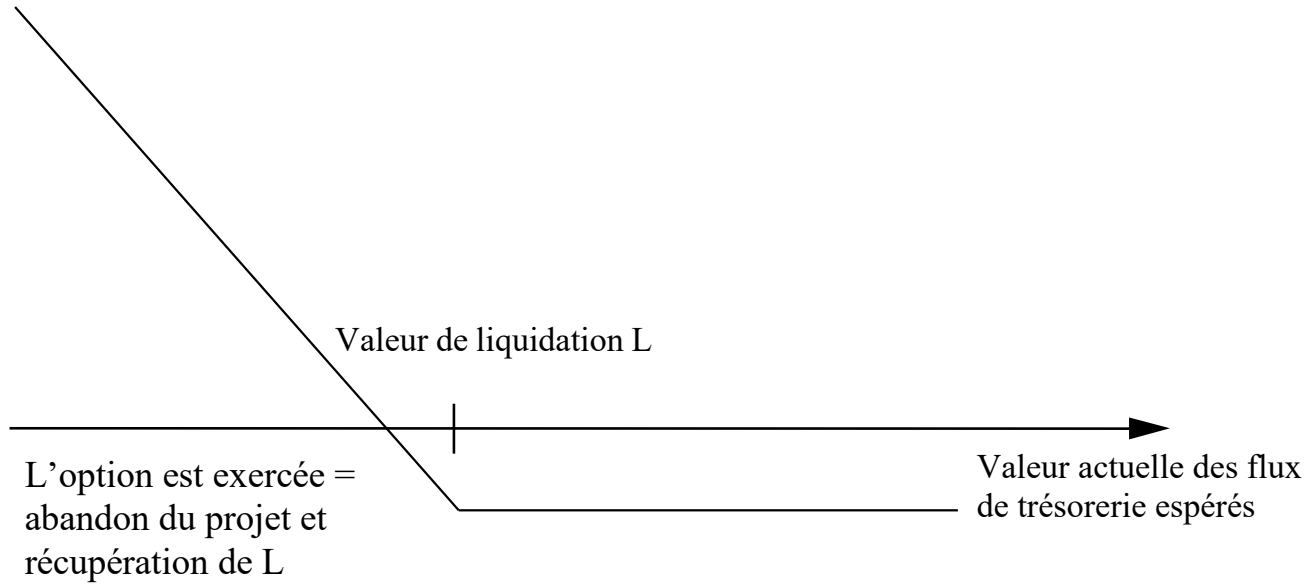 Valeur de liquidation L
L’option est exercée =
abandon du projet et
récupération de L
Valeur actuelle des flux
de trésorerie espérés